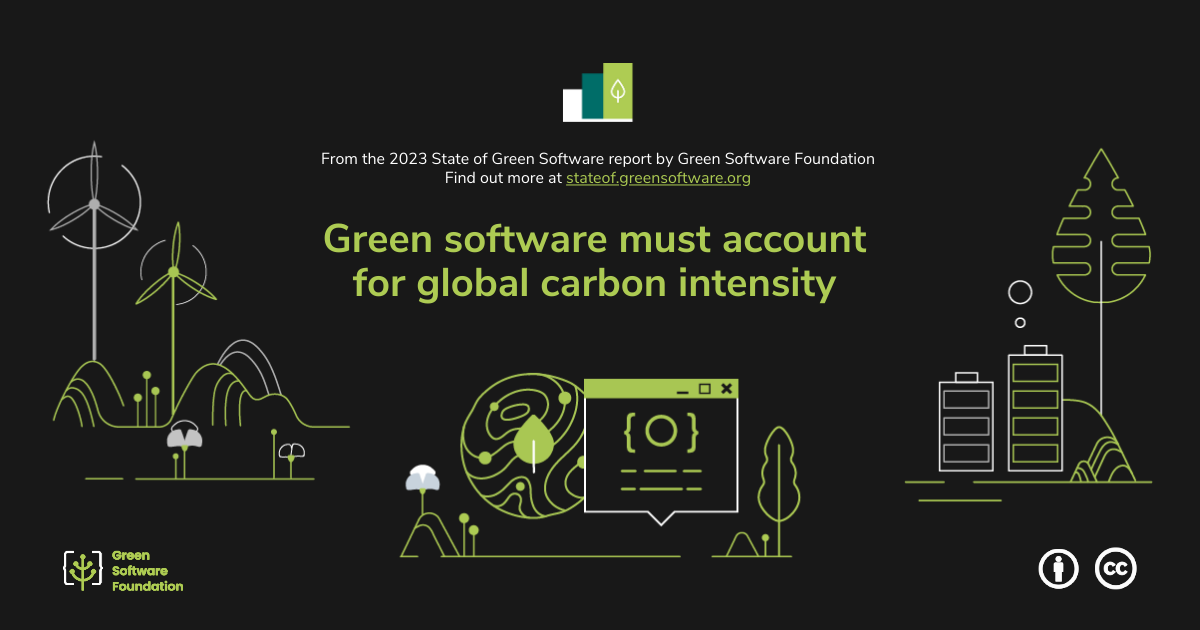 From the 2023 State of Green Software report by Green Software Foundation
Find out more at stateof.greensoftware.org
Green software must account
for global carbon intensity
{O}
Green
Software
Foundation
cc